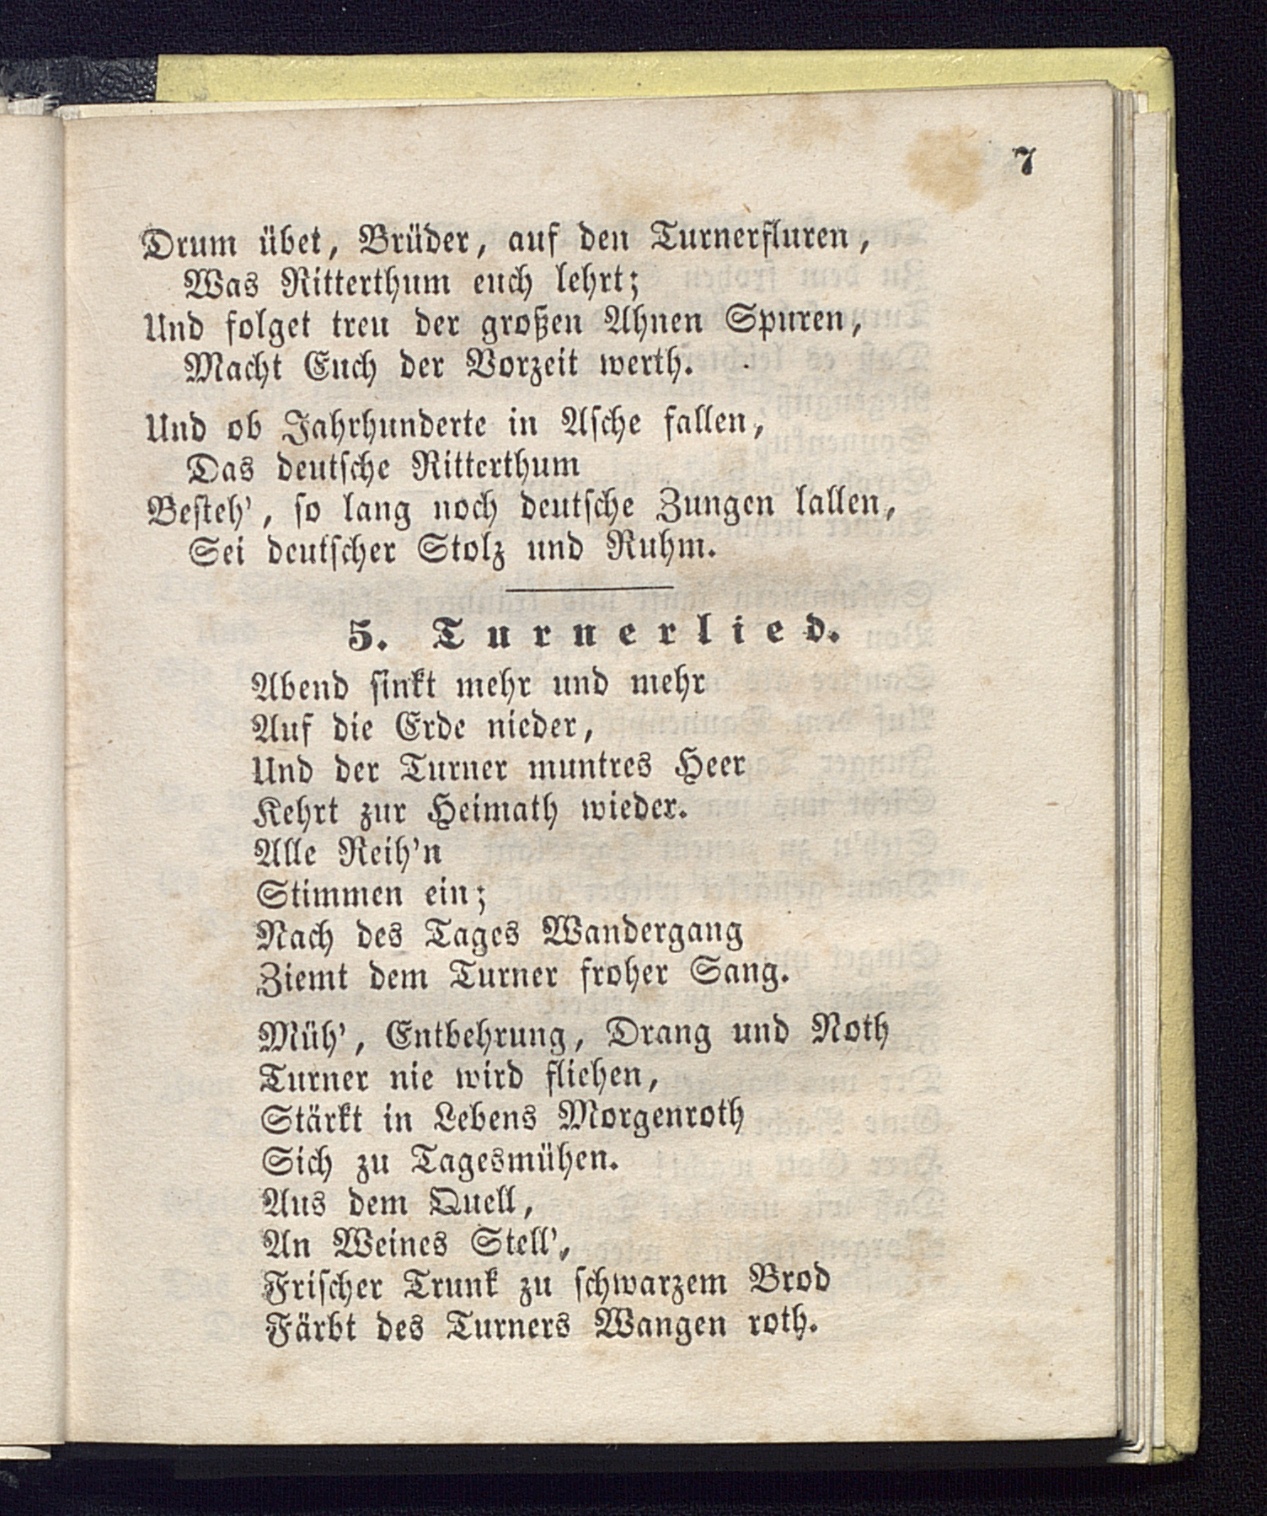 7
Drum übet, Brüder, auf den Turnerfluren,
Was Ritterthum euch lehrt;
Und folget treu der großen Ahnen Spuren,
Macht Euch der Vorzeit werth.
Und ob Jahrhunderte in Asche fallen,
Das deutsche Ritterthum
Besteh', so lang noch deutsche Zungen lallen,
Sei deutscher Stolz und Ruhm.
5. Turnerlied.
Abend sinkt mehr und mehr
Auf die Erde nieder,
Und der Turner muntres Heer
Kehrt zur Heimath wieder.
Alle Reih'n
Stimmen ein;
Nach des Tages Wandergang
Ziemt dem Turner froher Sang.
Müh', Entbehrung, Drang und Noth
Turner nie wird fliehen,
Stärkt in Lebens Morgenroth
Sich zu Tagesmühen.
Aus dem Quell,
An Weines Stell',
Frischer Trunk zu schwarzem Brod
Färbt des Turners Wangen roth.